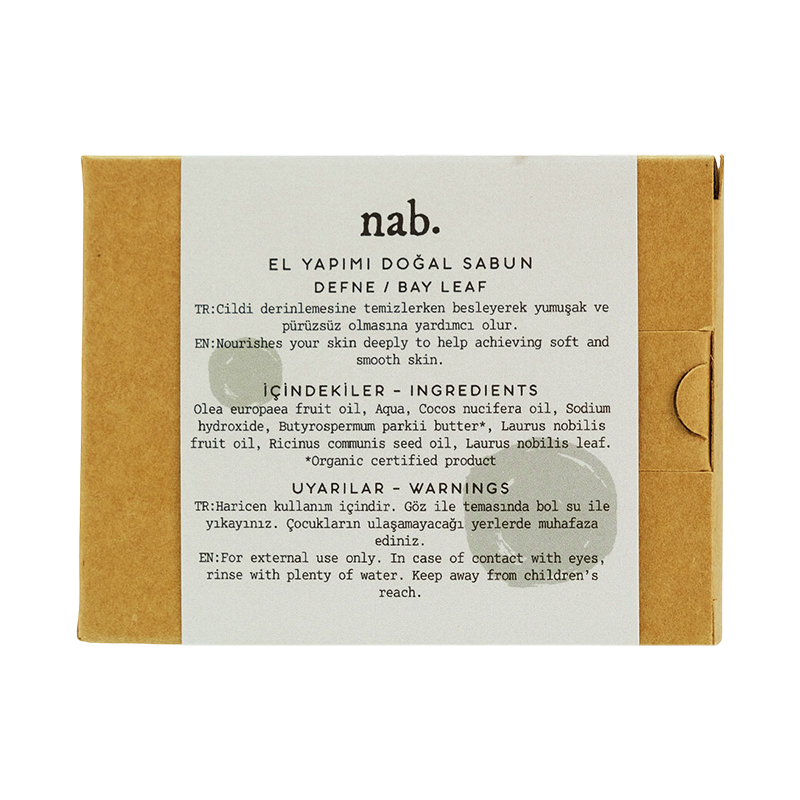 nab.
EL YAPIMI DOĞAL SABUN
DEFNE / BAY LEAF
TR:Cildi derinlemesine temizlerken besleyerek yumuşak ve
pürüzsüz olmasına yardımcı olur.
EN:Nourishes your skin deeply to help achieving soft and
smooth skin.
İÇİNDEKİLER - INGREDIENTS
Olea europaea fruit oil, Aqua, Cocos nucifera oil, Sodium
hydroxide, Butyrospermum parkii butter*, Laurus nobilis
fruit oil, Ricinus communis seed oil, Laurus nobilis leaf.
*Organic certified product
UYARILAR - WARNINGS
TR:Haricen kullanım içindir. Göz ile temasında bol su ile
yıkayınız. Çocukların ulaşamayacağı yerlerde muhafaza
ediniz.
EN:For external use only. In case of contact with eyes,
rinse with plenty of water. Keep away from children's
reach.